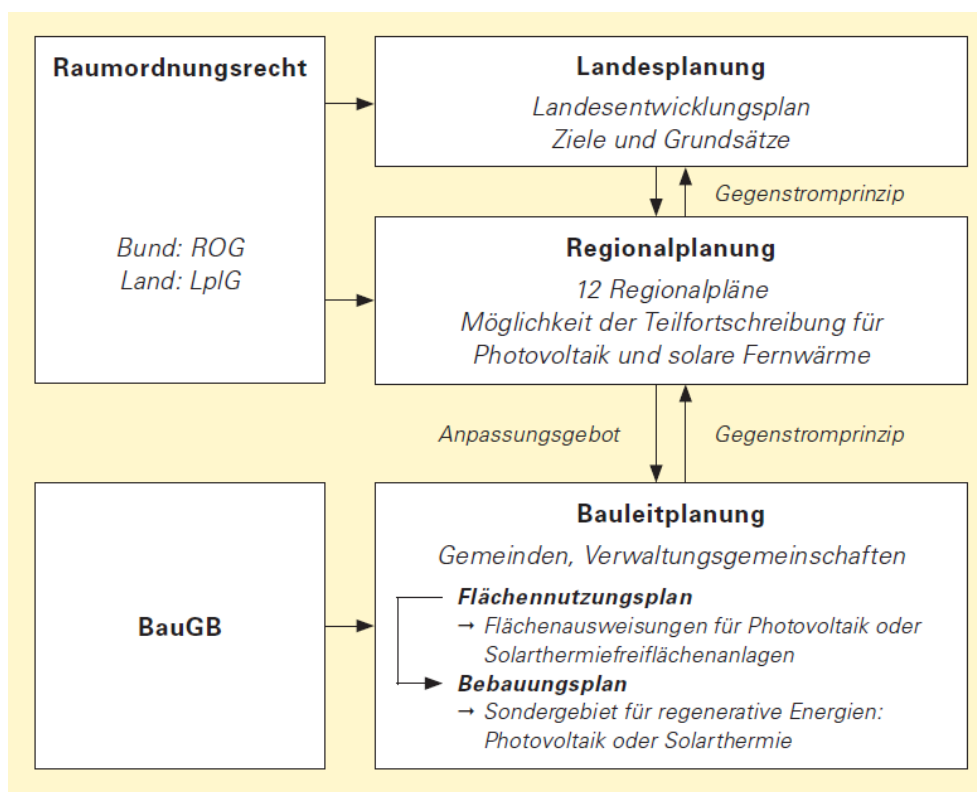 Raumordnungsrecht
Bund: ROG
Land: LplG
Landesplanung
Landesentwicklungsplan
Ziele und Grundsätze
Gegenstromprinzip
Regionalplanung
12 Regionalpläne
Möglichkeit der Teilfortschreibung für
Photovoltaik und solare Fernwärme
Anpassungsgebot
Gegenstromprinzip
BauGB
Bauleitplanung
Gemeinden, Verwaltungsgemeinschaften
Flächennutzungsplan
→ Flächenausweisungen für Photovoltaik oder
Solarthermiefreiflächenanlagen
Bebauungsplan
→ Sondergebiet für regenerative Energien:
Photovoltaik oder Solarthermie